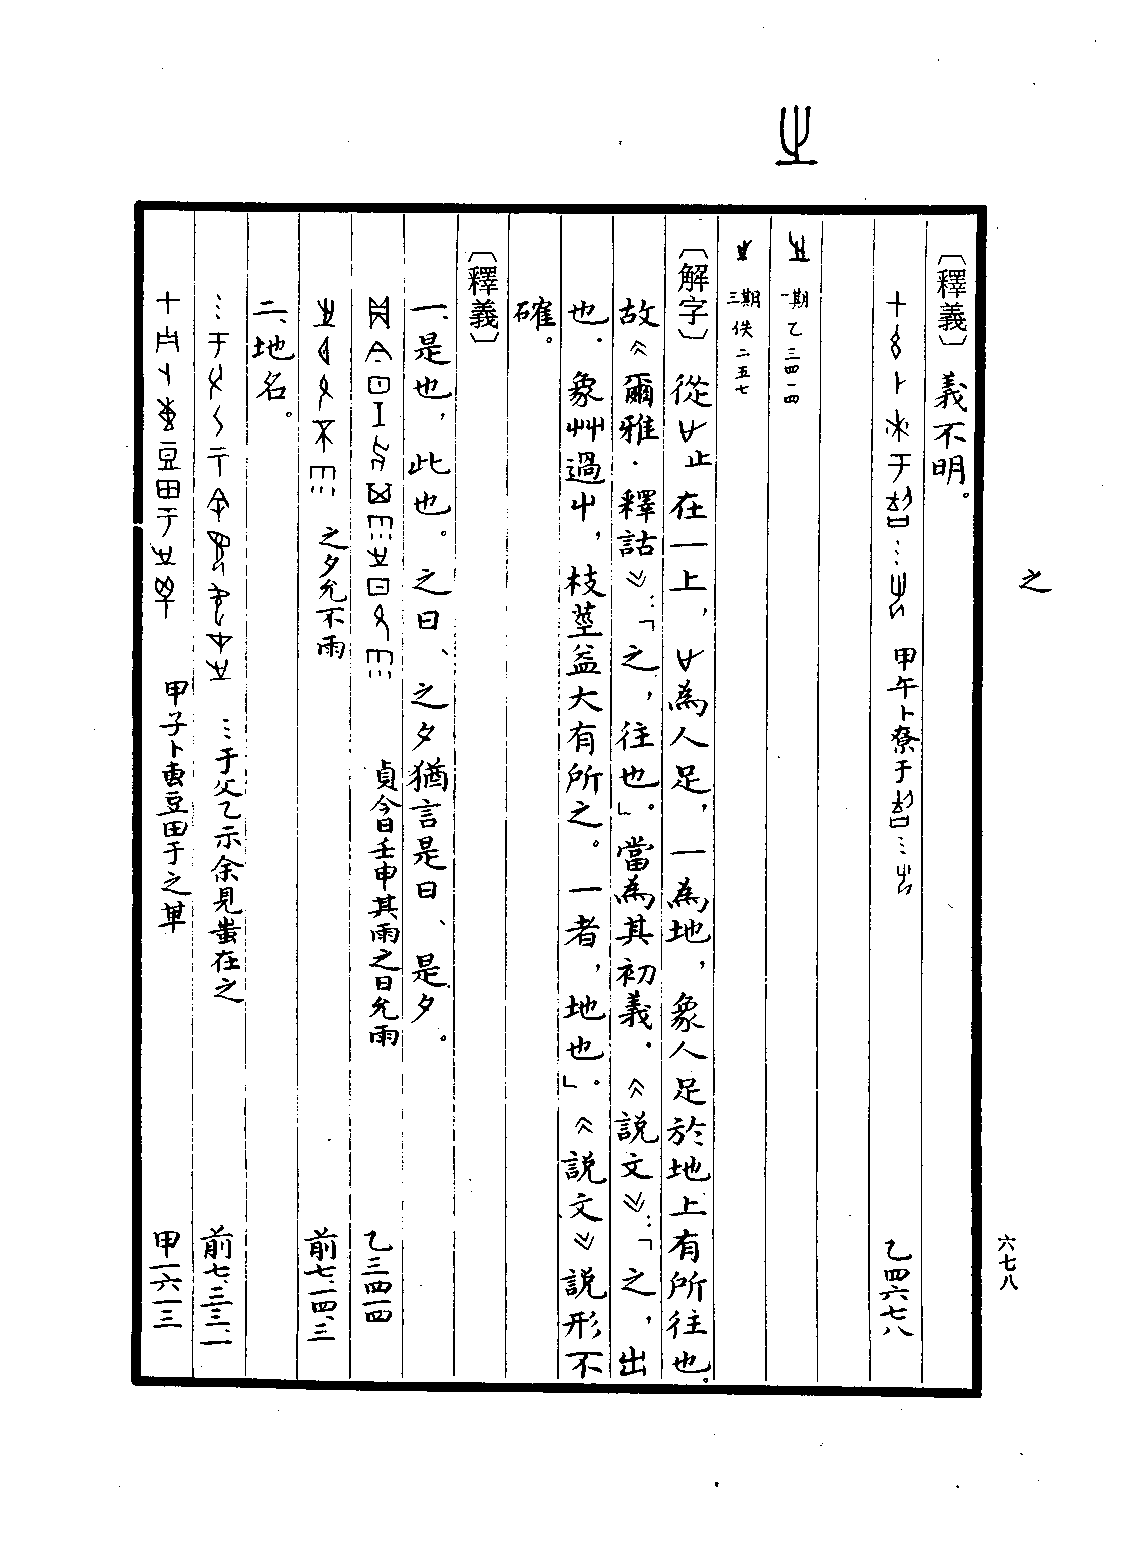 之
六七八
〔釋義〕義不明。
甲午卜尞于…… 乙四六七八
一期 乙三四一四
三期 佚二五七
〔解字〕從止在一上，為人足，一為地，象人足於地上有所往也。
故《爾雅·釋詁》：「之，往也。」當為其初義。《說文》：「之，出
也。象艸過屮，枝莖益大有所之。一者，地也。」《說文》說形不
確。
〔釋義〕
一、是也，此也。之日、之夕猶言是日、是夕。
貞今日壬申其雨之日允雨 乙三四一四
之夕允不雨 前七、一四、三
二、地名。
…于父乙示余見蚩在之 前七、三三、一
甲子卜叀豆田于之 甲一六一三